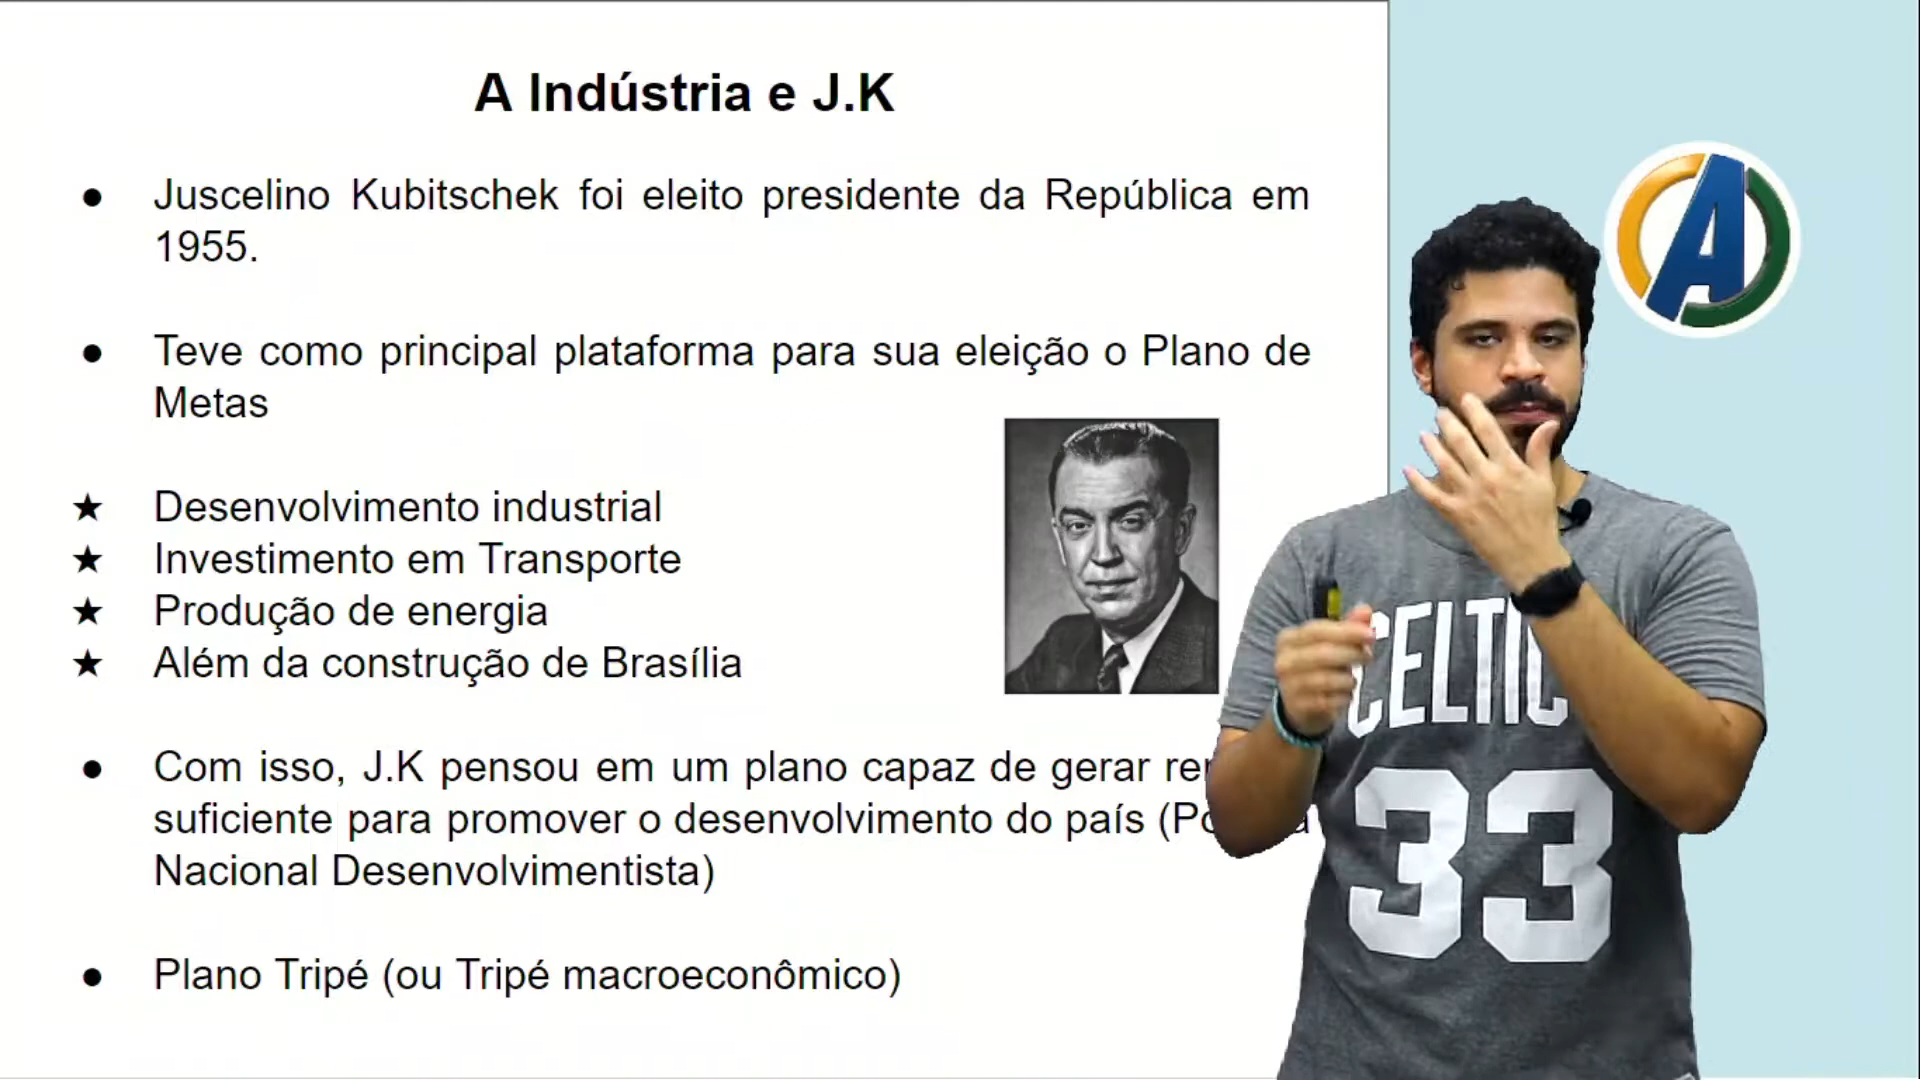 A Indústria e J.K
● Juscelino Kubitschek foi eleito presidente da República em
1955.
● Teve como principal plataforma para sua eleição o Plano de
Metas
★ Desenvolvimento industrial
★ Investimento em Transporte
★ Produção de energia
★ Além da construção de Brasília
● Com isso, J.K pensou em um plano capaz de gerar
suficiente para promover o desenvolvimento do país
Nacional Desenvolvimentista)
● Plano Tripé (ou Tripé macroeconômico)
A
33